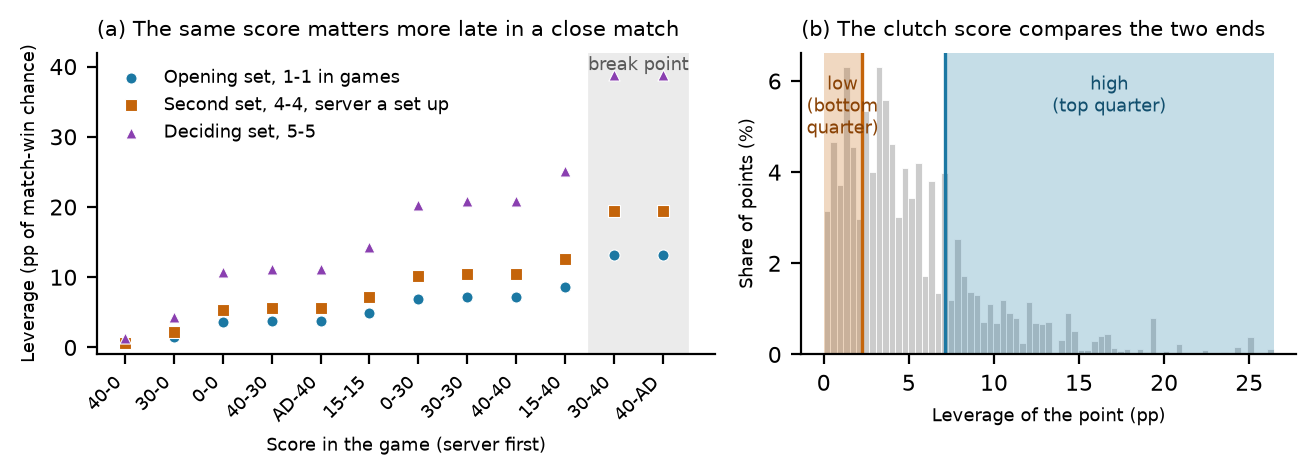 (a) The same score matters more late in a close match
Leverage (pp of match-win chance)
40
30
20
10
0
Opening set, 1-1 in games
Second set, 4-4, server a set up
Deciding set, 5-5
break point
40-0
30-0
0-0
40-30
AD-40
15-15
0-30
30-30
40-40
15-40
30-40
40-AD
Score in the game (server first)
(b) The clutch score compares the two ends
Share of points (%)
6
4
2
0
low
(bottom
quarter)
high
(top quarter)
0
5
10
15
20
25
Leverage of the point (pp)